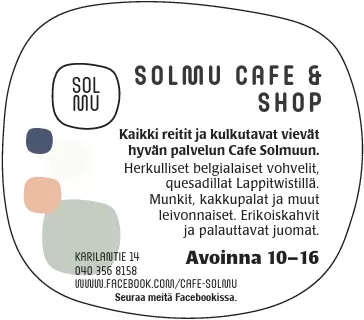 SOL
MU
SOLMU CAFE &
SHOP
Kaikki reitit ja kulkutavat vievät
hyvän palvelun Cafe Solmuun.
Herkulliset belgialaiset vohvelit,
quesadillat Lappitwistillä.
Munkit, kakkupalat ja muut
leivonnaiset. Erikoiskahvit
ja palauttavat juomat.
KARILANTIE 14
040 356 8158
Avoinna 10–16
WWW.FACEBOOK.COM/CAFE-SOLMU
Seuraa meitä Facebookissa.